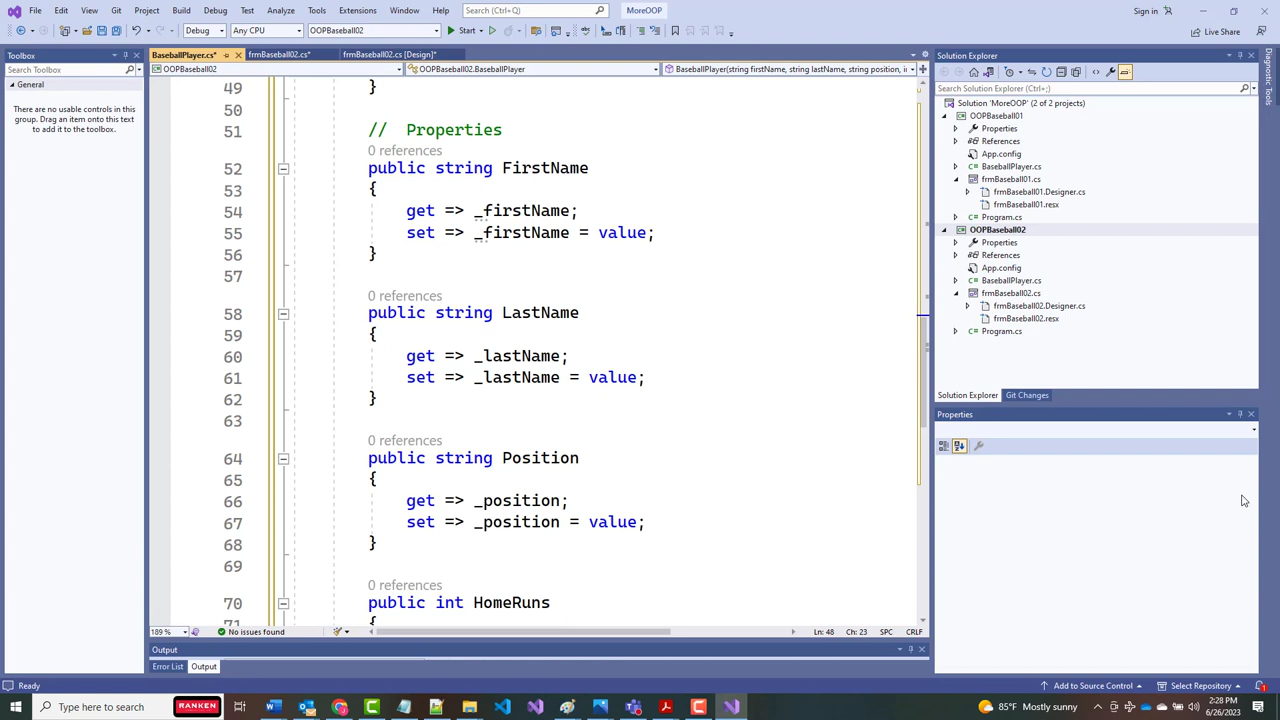 File Edit View Git Project Build Debug Test Analyze Tools Extensions Window Help Search (Ctrl+Q) MoreOOP Sign in
Debug Any CPU OOPBaseball02 Start Live Share
Toolbox
Search Toolbox
General
There are no usable controls in this
group. Drag an item onto this text
to add it to the toolbox.
BaseballPlayer.cs* frmBaseball02.cs* frmBaseball02.cs [Design]*
OOPBaseball02 OOPBaseball02.BaseballPlayer BaseballPlayer(string firstName, string lastName, string position, in
49 }
50
51 // Properties
0 references
52 public string FirstName
53 {
54 get => _firstName;
55 set => _firstName = value;
56 }
57
0 references
58 public string LastName
59 {
60 get => _lastName;
61 set => _lastName = value;
62 }
63
0 references
64 public string Position
65 {
66 get => _position;
67 set => _position = value;
68 }
69
0 references
70 public int HomeRuns
71 {
189 % No issues found Ln: 48 Ch: 23 SPC CRLF
Output
Error List Output
Solution Explorer
Search Solution Explorer (Ctrl+;)
Solution 'MoreOOP' (2 of 2 projects)
OOPBaseball01
Properties
References
App.config
BaseballPlayer.cs
frmBaseball01.cs
frmBaseball01.Designer.cs
frmBaseball01.resx
Program.cs
OOPBaseball02
Properties
References
App.config
BaseballPlayer.cs
frmBaseball02.cs
frmBaseball02.Designer.cs
frmBaseball02.resx
Program.cs
Solution Explorer Git Changes
Properties
Diagnostic Tools
Ready Add to Source Control Select Repository 1
Type here to search RANKEN 85°F Mostly sunny 2:28 PM
6/26/2023